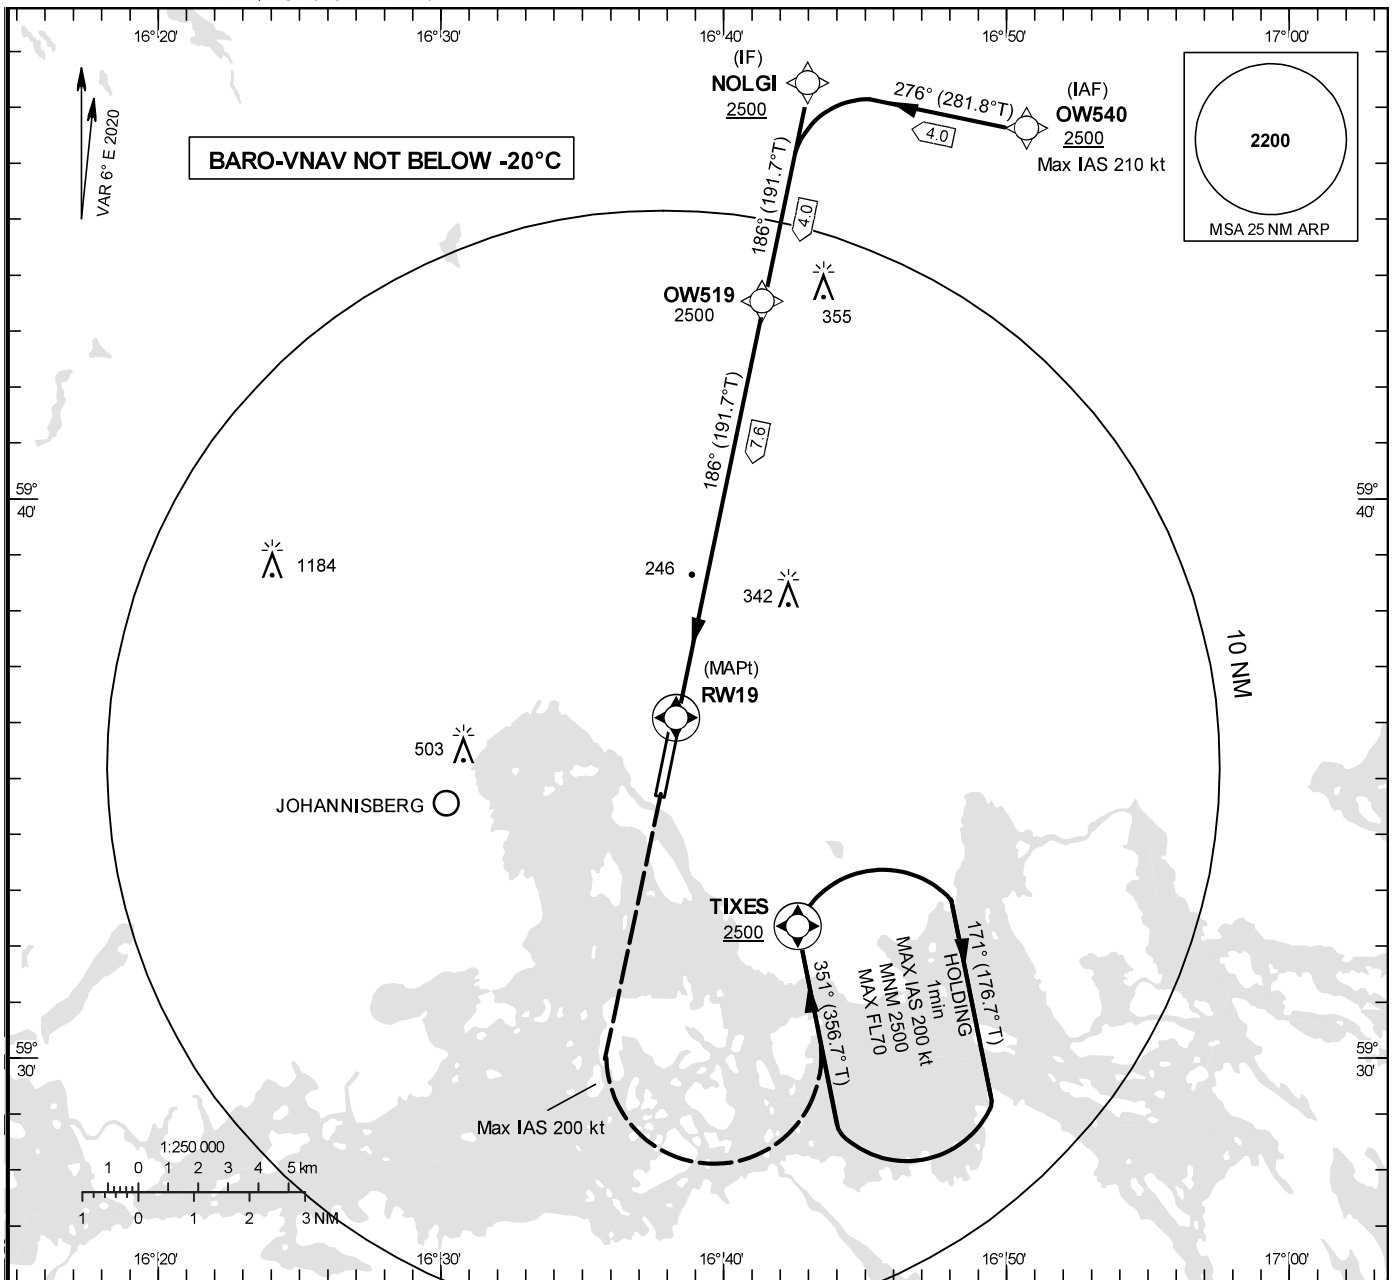 16°20'
16°30'
16°40'
16°50'
17°00'
VAR 6° E 2020
BARO-VNAV NOT BELOW -20°C
(IF)
NOLGI
2500
276° (281.8°T)
4.0
(IAF)
OW540
2500
Max IAS 210 kt
2200
MSA 25 NM ARP
186° (191.7°T)
4.0
OW519
2500
355
186° (191.7°T)
7.6
59°
40'
59°
40'
1184
246
342
10 NM
(MAPt)
RW19
503
JOHANNISBERG
TIXES
2500
351° (356.7° T)
171° (176.7° T)
HOLDING
1min
MAX IAS 200 kt
MNM 2500
MAX FL70
59°
30'
59°
30'
Max IAS 200 kt
1:250 000
1 0 1 2 3 4 5 km
1 0 1 2 3 NM
16°20'
16°30'
16°40'
16°50'
17°00'